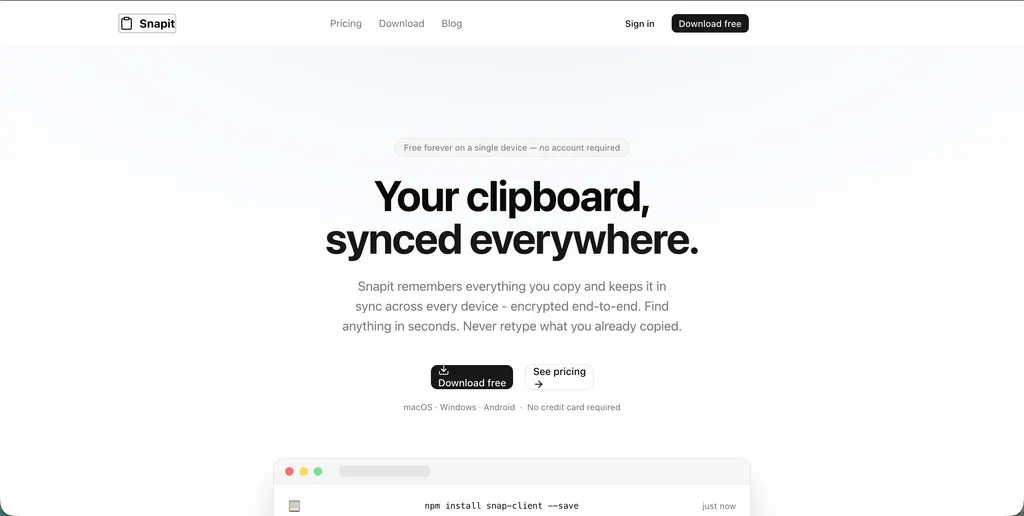 Snapit
Pricing
Download
Blog
Sign in
Download free
Free forever on a single device — no account required
Your clipboard,
synced everywhere.
Snapit remembers everything you copy and keeps it in
sync across every device - encrypted end-to-end. Find
anything in seconds. Never retype what you already copied.
Download free
See pricing
→
macOS · Windows · Android · No credit card required
npm install snap-client --save
just now